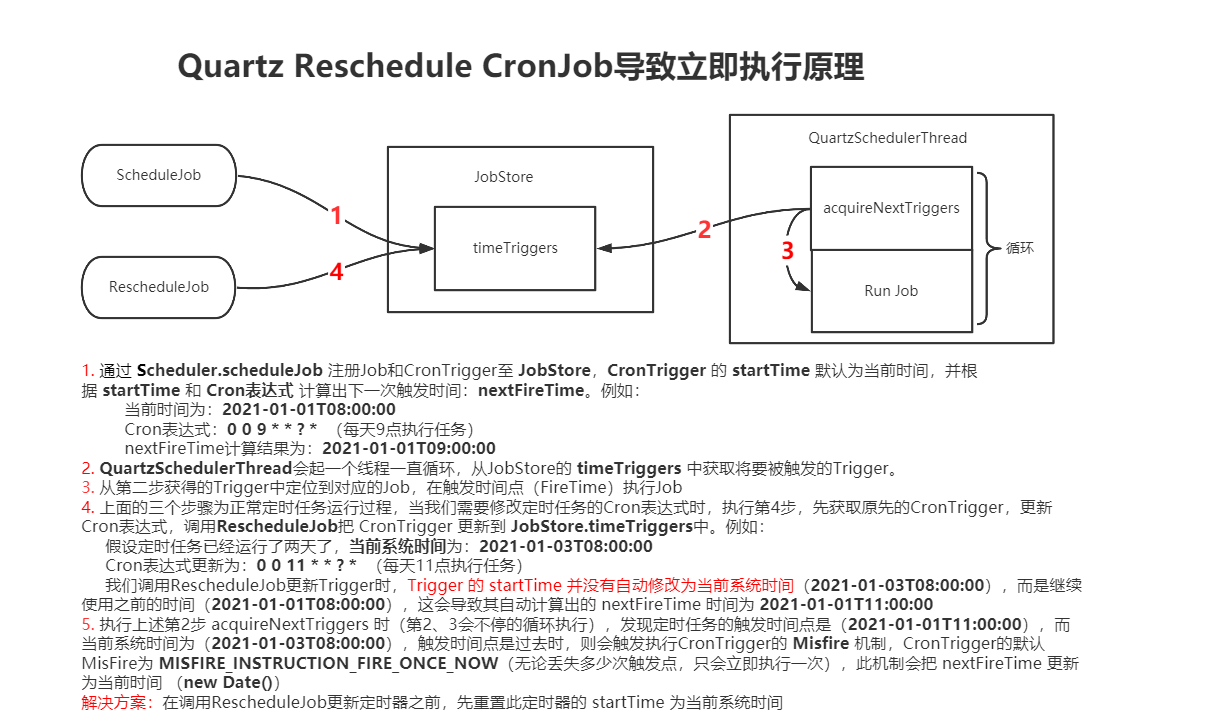 Quartz Reschedule CronJob导致立即执行原理
QuartzSchedulerThread
ScheduleJob
JobStore
acquireNextTriggers
1
2
3
timeTriggers
循环
4
RescheduleJob
Run Job
1. 通过 Scheduler.scheduleJob 注册Job和CronTrigger至 JobStore，CronTrigger 的 startTime 默认为当前时间，并根
据 startTime 和 Cron表达式 计算出下一次触发时间：nextFireTime。例如：
当前时间为：2021-01-01T08:00:00
Cron表达式：0 0 9 * * ? * （每天9点执行任务）
nextFireTime计算结果为：2021-01-01T09:00:00
2. QuartzSchedulerThread会起一个线程一直循环，从JobStore的 timeTriggers 中获取将要被触发的Trigger。
3. 从第二步获得的Trigger中定位到对应的Job，在触发时间点（FireTime）执行Job
4. 上面的三个步骤为正常定时任务运行过程，当我们需要修改定时任务的Cron表达式时，执行第4步，先获取原先的CronTrigger，更新
Cron表达式，调用RescheduleJob把 CronTrigger 更新到 JobStore.timeTriggers中。例如：
假设定时任务已经运行了两天了，当前系统时间为：2021-01-03T08:00:00
Cron表达式更新为：0 0 11 * * ? * （每天11点执行任务）
我们调用RescheduleJob更新Trigger时，Trigger 的 startTime 并没有自动修改为当前系统时间（2021-01-03T08:00:00），而是继续
使用之前的时间（2021-01-01T08:00:00），这会导致其自动计算出的 nextFireTime 时间为 2021-01-01T11:00:00
5. 执行上述第2步 acquireNextTriggers 时（第2、3会不停的循环执行），发现定时任务的触发时间点是（2021-01-01T11:00:00），而
当前系统时间为（2021-01-03T08:00:00），触发时间点是过去时，则会触发执行CronTrigger的 Misfire 机制，CronTrigger的默认
MisFire为 MISFIRE_INSTRUCTION_FIRE_ONCE_NOW（无论丢失多少次触发点，只会立即执行一次），此机制会把 nextFireTime 更新
为当前时间 （new Date()）
解决方案：在调用RescheduleJob更新定时器之前，先重置此定时器的 startTime 为当前系统时间